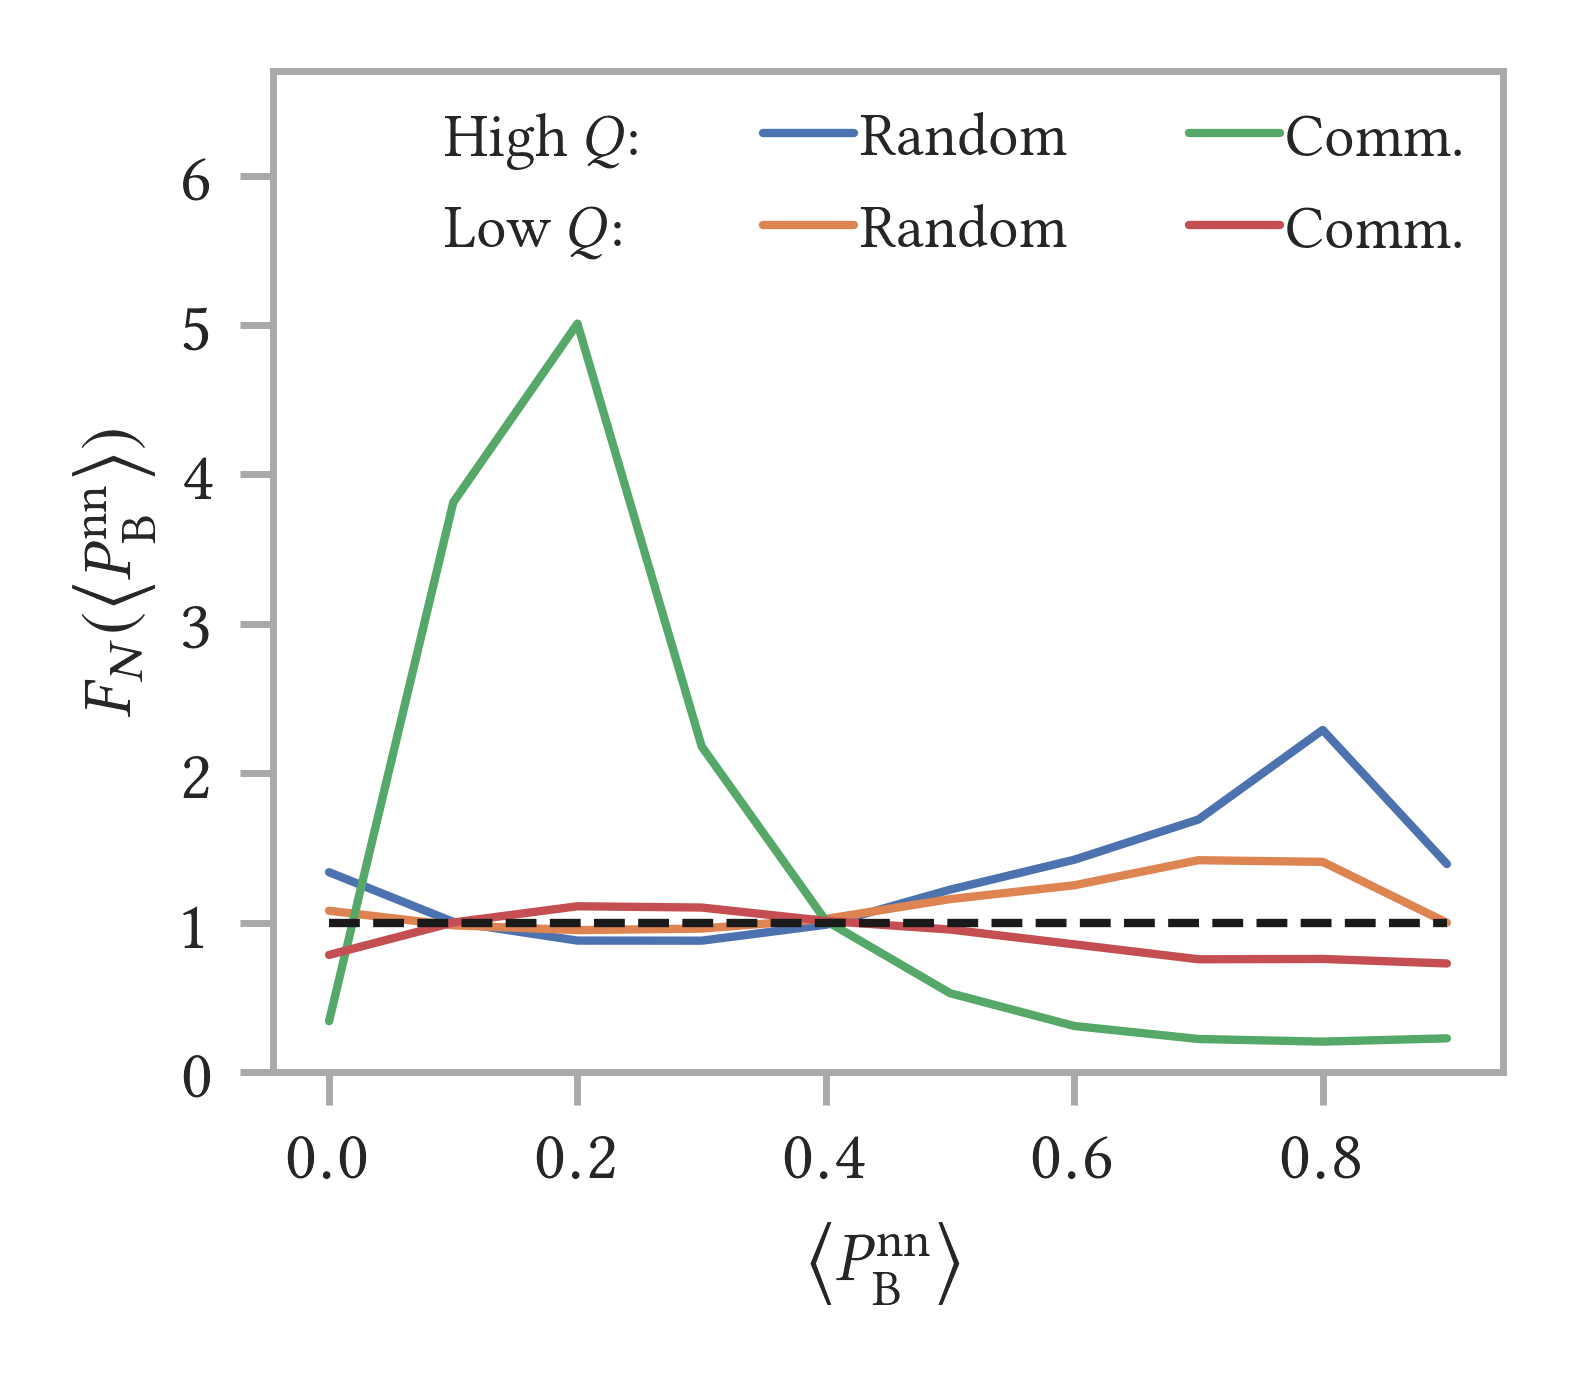 High Q: Random Comm.
Low Q: Random Comm.
6
5
4
3
2
1
0
F_N(⟨P_B^nn⟩)
0.0 0.2 0.4 0.6 0.8
⟨P_B^nn⟩